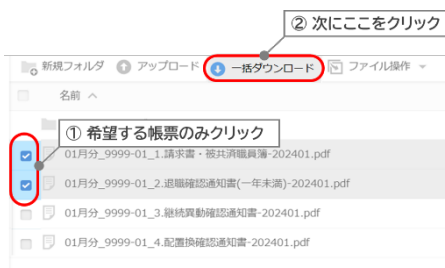 ② 次にここをクリック
新規フォルダ アップロード 一括ダウンロード ファイル操作
名前
① 希望する帳票のみクリック
01月分_9999-01_1.請求書・被共済職員簿-202401.pdf
01月分_9999-01_2.退職確認通知書(一年未満)-202401.pdf
01月分_9999-01_3.継続異動確認通知書-202401.pdf
01月分_9999-01_4.配置換確認通知書-202401.pdf